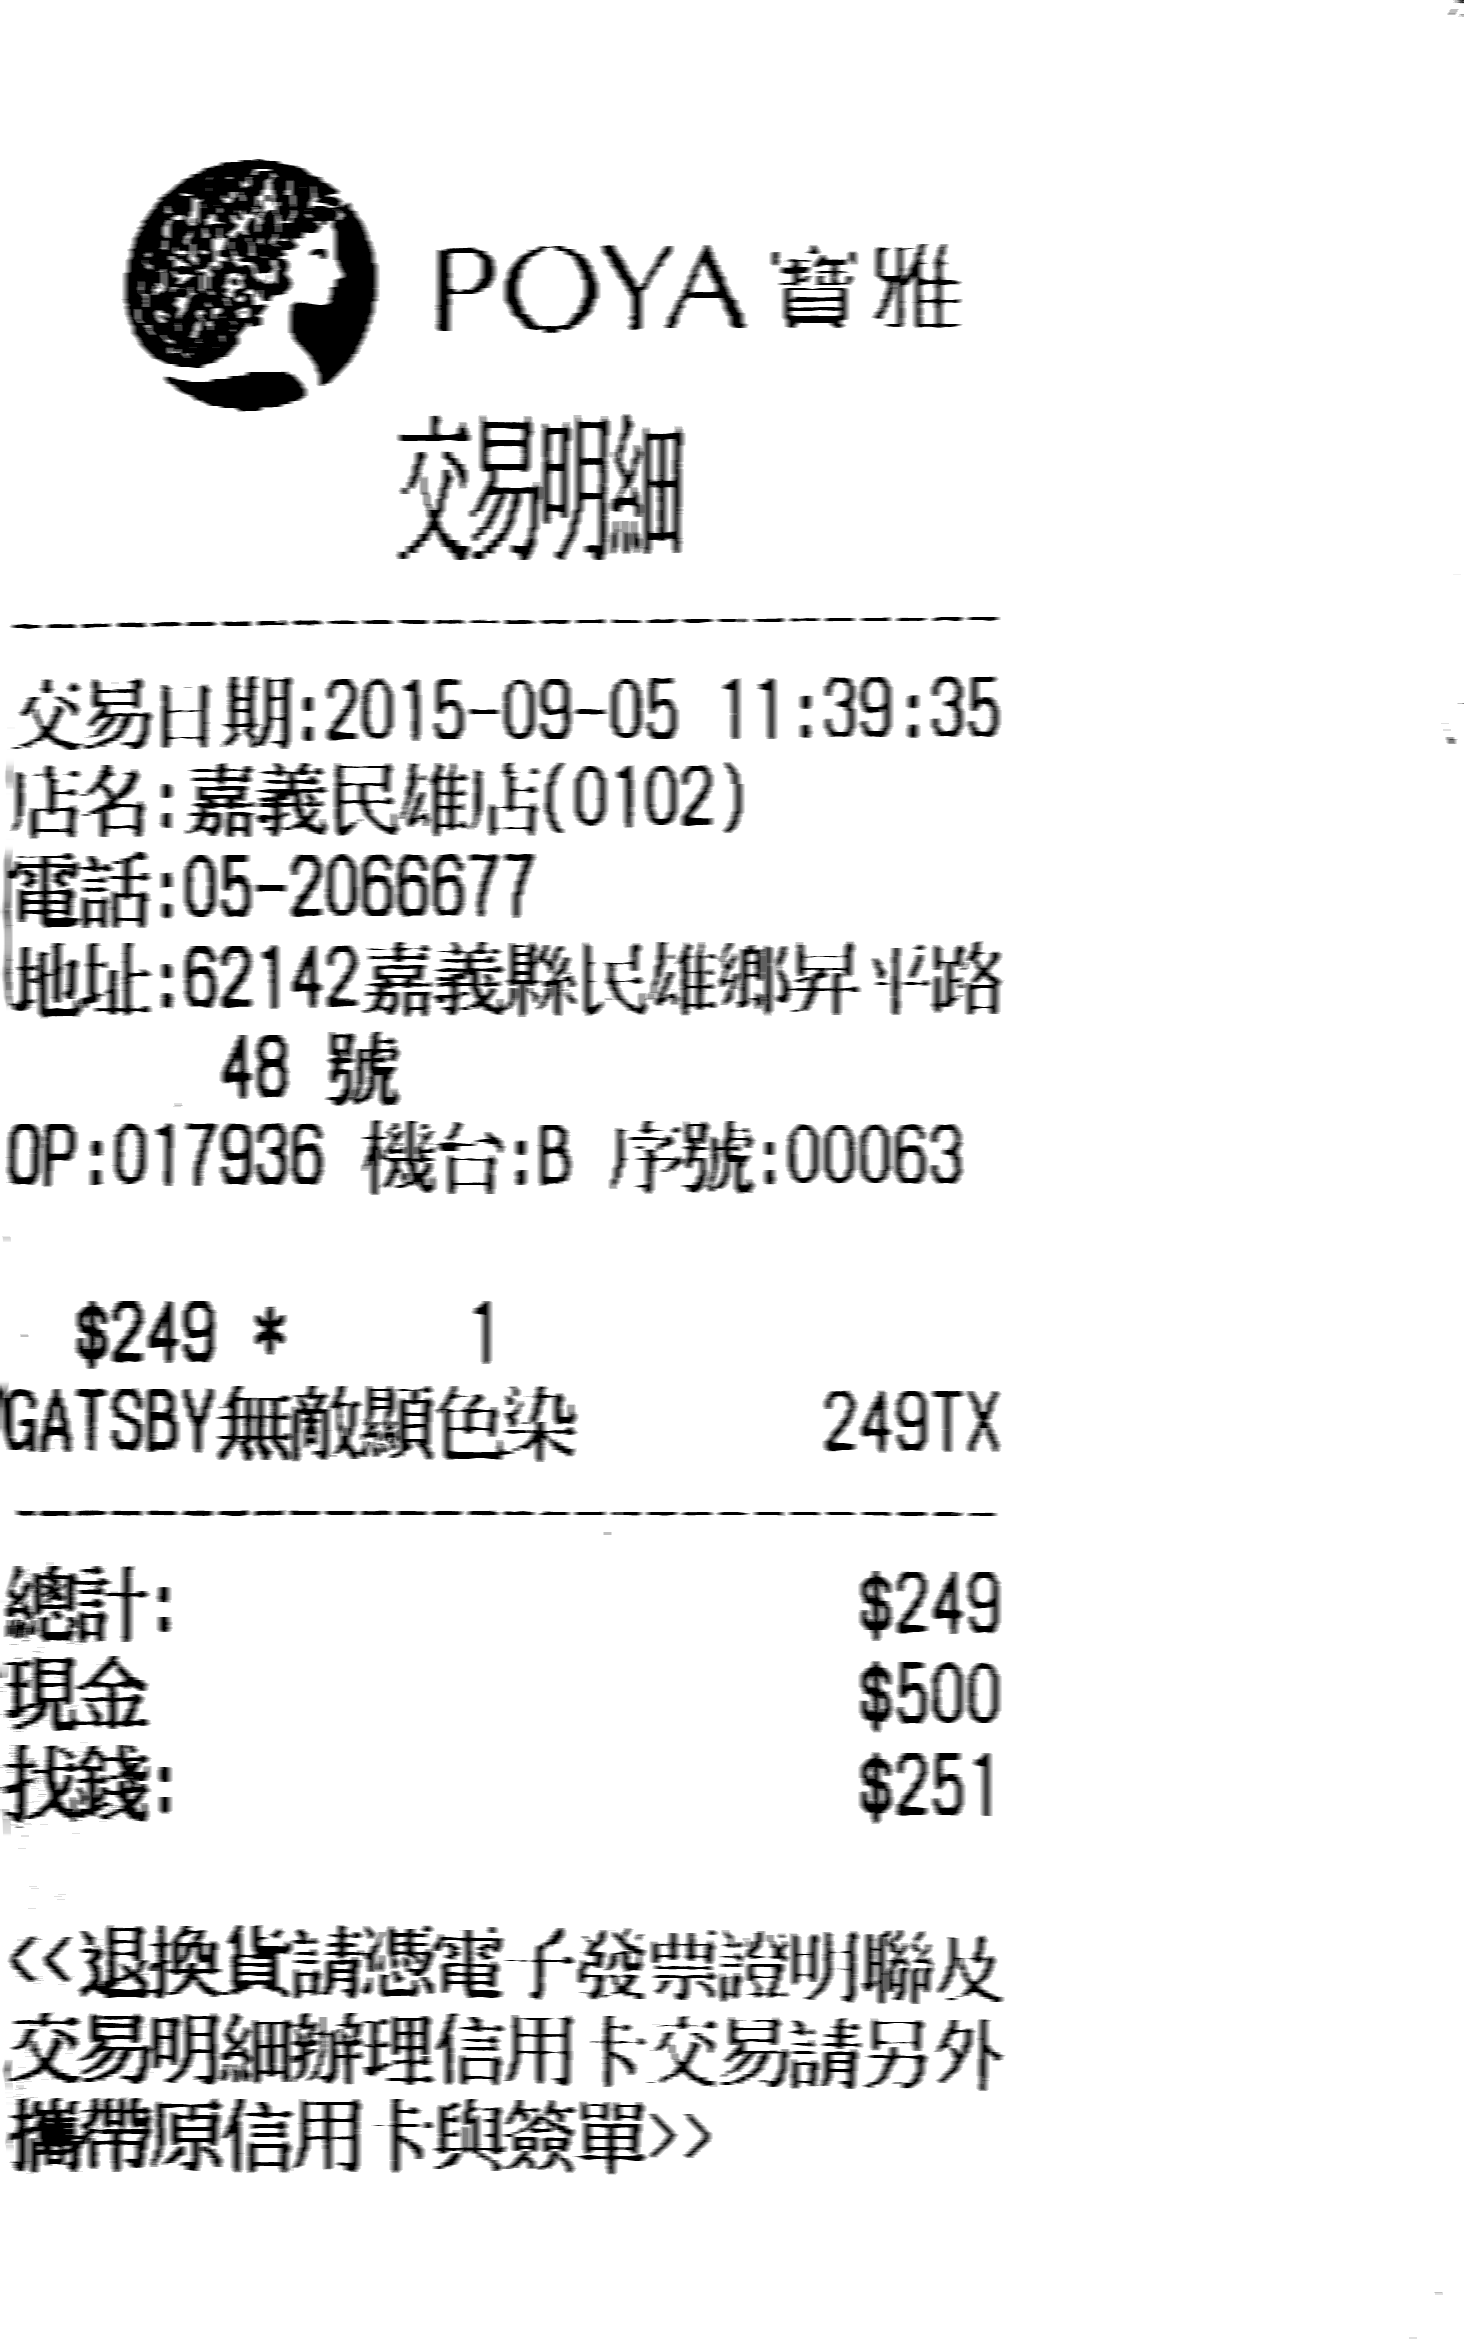 POYA 寶雅
交易明細
交易日期:2015-09-05 11:39:35
店名:嘉義民雄店(0102)
電話:05-2066677
地址:62142嘉義縣民雄鄉昇平路
48 號
OP:017936 機台:B 序號:00063
$249 * 1
GATSBY無敵顯色染 249TX
總計: $249
現金 $500
找錢: $251
<<退換貨請憑電子發票證明聯及
交易明細辦理信用卡交易請另外
攜帶原信用卡與簽單>>